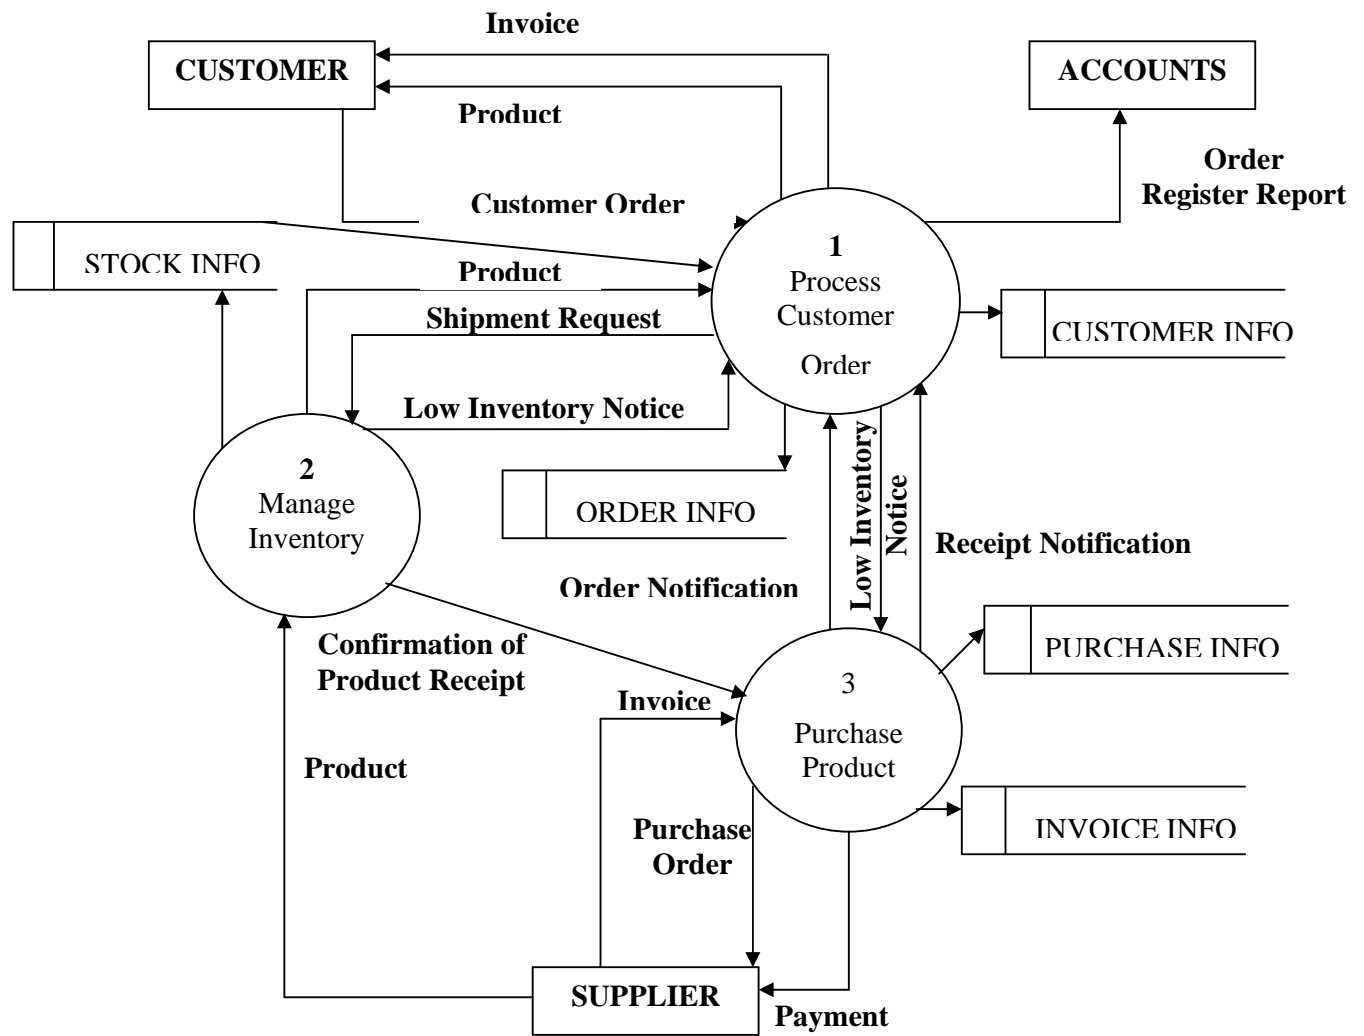 Invoice
CUSTOMER
ACCOUNTS
Product
Order
Register Report
Customer Order
STOCK INFO
Product
1
Process
Customer
Order
Shipment Request
CUSTOMER INFO
Low Inventory Notice
2
Manage
Inventory
ORDER INFO
Low Inventory
Notice
Receipt Notification
Order Notification
Confirmation of
Product Receipt
PURCHASE INFO
3
Purchase
Product
Invoice
Product
Purchase
Order
INVOICE INFO
SUPPLIER
Payment